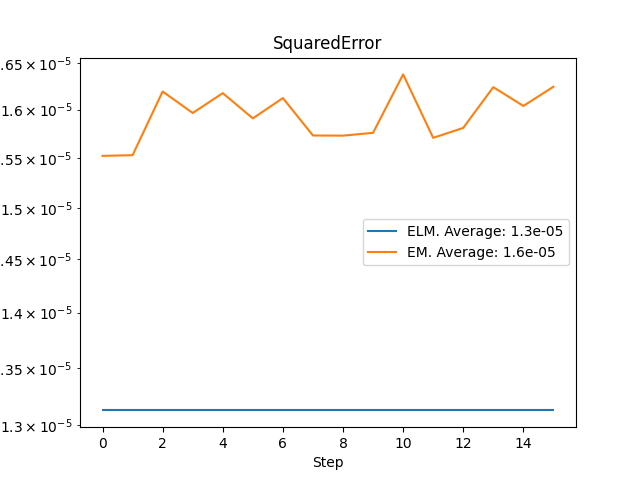 SquaredError
.65 × 10⁻⁵
1.6 × 10⁻⁵
.55 × 10⁻⁵
1.5 × 10⁻⁵
.45 × 10⁻⁵
1.4 × 10⁻⁵
.35 × 10⁻⁵
1.3 × 10⁻⁵
ELM. Average: 1.3e-05
EM. Average: 1.6e-05
0 2 4 6 8 10 12 14
Step